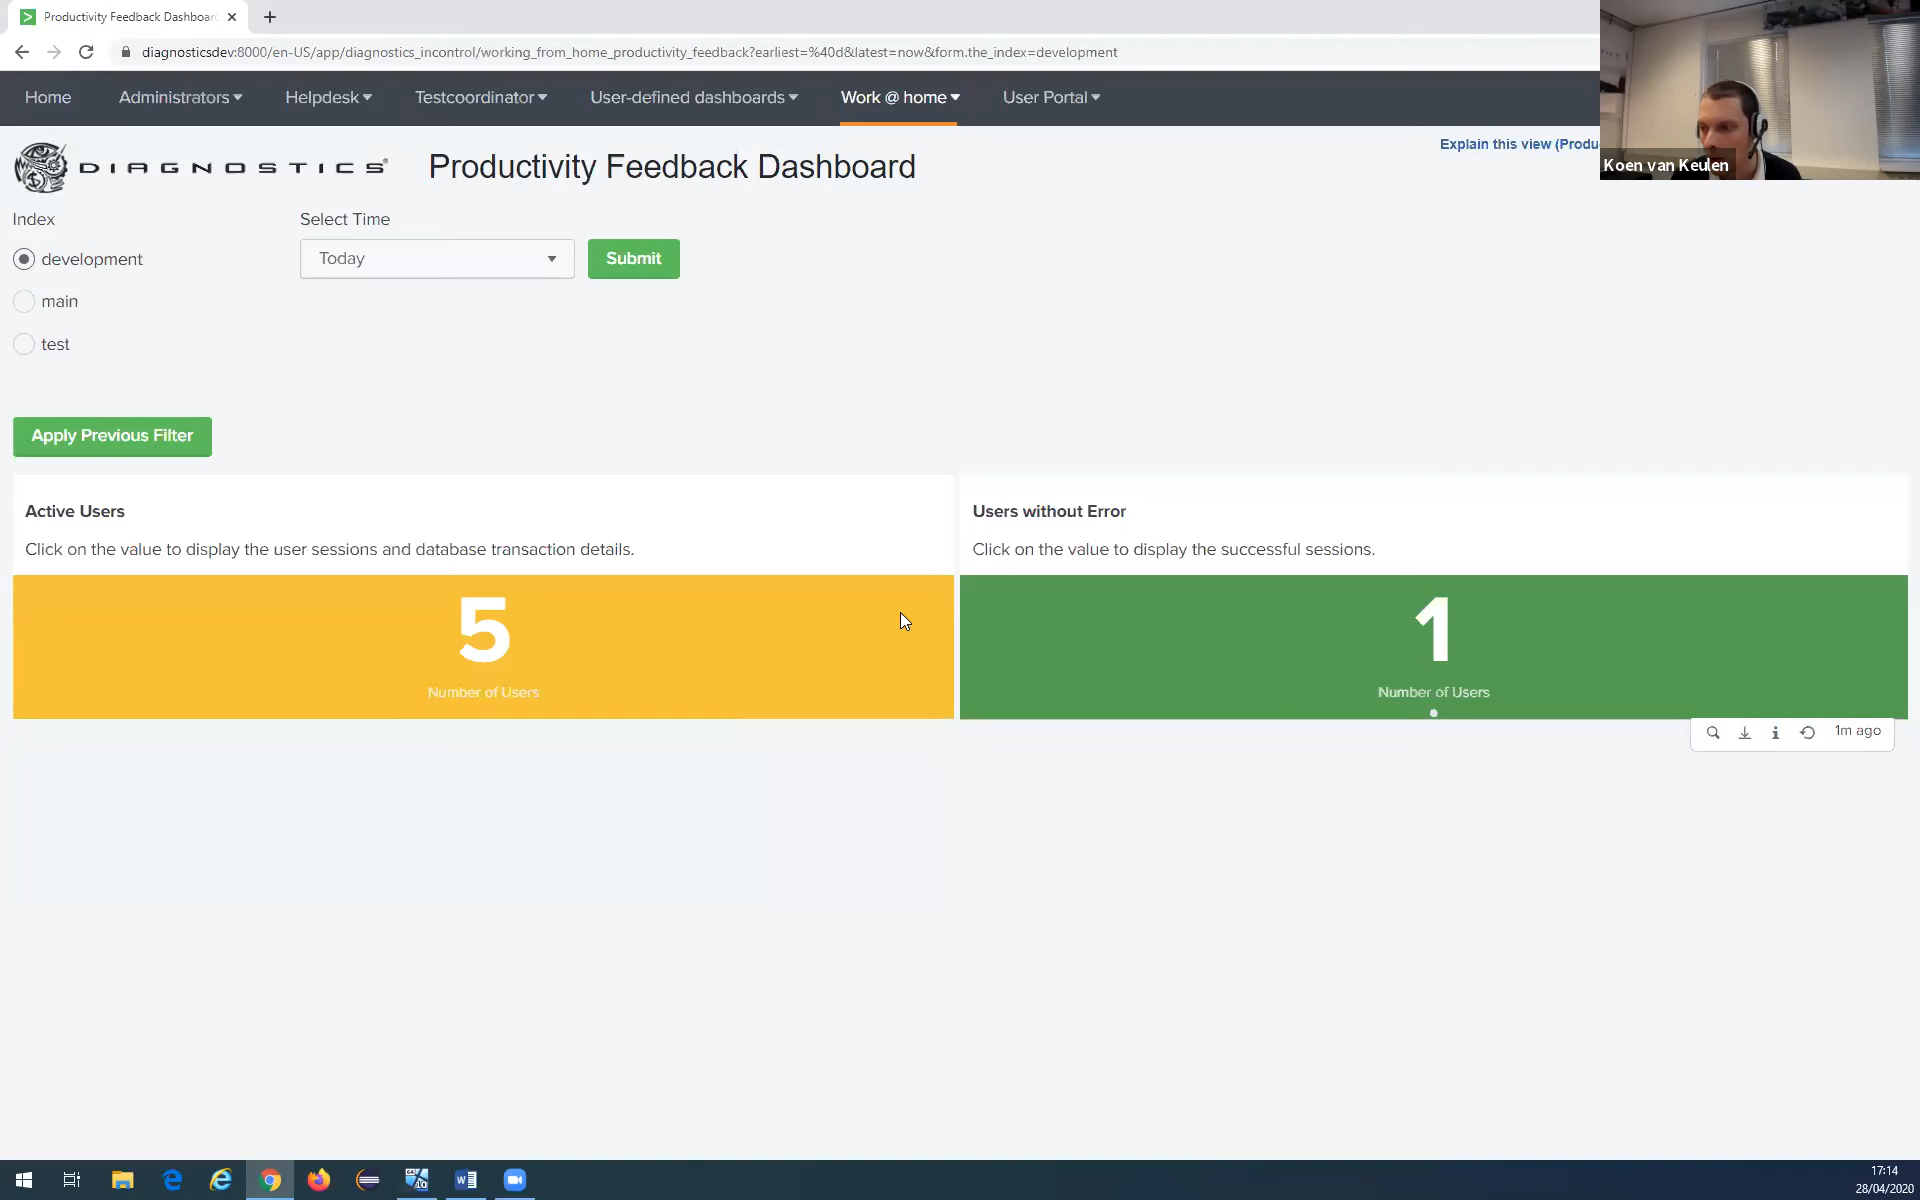 Productivity Feedback Dashboar
diagnosticsdev:8000/en-US/app/diagnostics_incontrol/working_from_home_productivity_feedback?earliest=%40d&latest=now&form.the_index=development
Home Administrators Helpdesk Testcoordinator User-defined dashboards Work @ home User Portal
Koen van Keulen
DIAGNOSTICS® Productivity Feedback Dashboard
Explain this view (Produ
Index
Select Time
development
Today
Submit
main
test
Apply Previous Filter
Active Users
Click on the value to display the user sessions and database transaction details.
5
Number of Users
Users without Error
Click on the value to display the successful sessions.
1
Number of Users
1m ago
17:14
28/04/2020